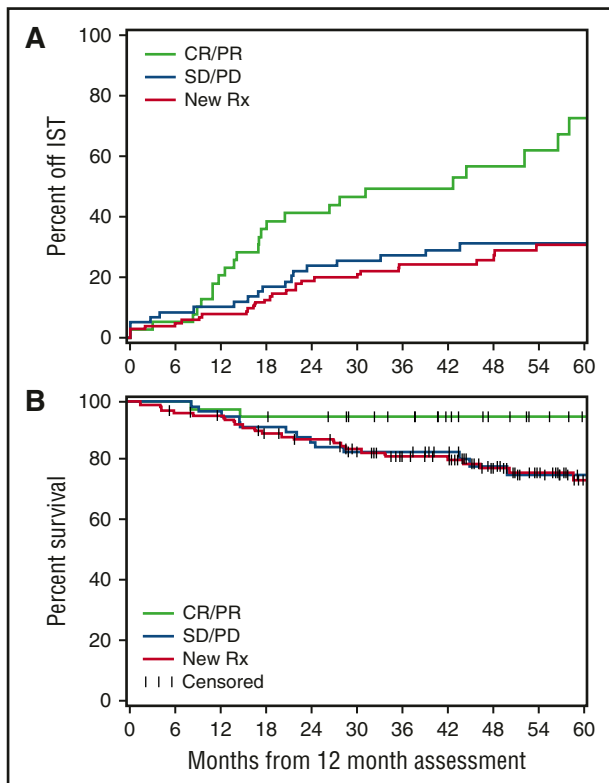 A
100
80
60
40
20
0
Percent off IST
CR/PR
SD/PD
New Rx
0 6 12 18 24 30 36 42 48 54 60
B
100
80
60
40
20
0
Percent survival
CR/PR
SD/PD
New Rx
Censored
0 6 12 18 24 30 36 42 48 54 60
Months from 12 month assessment